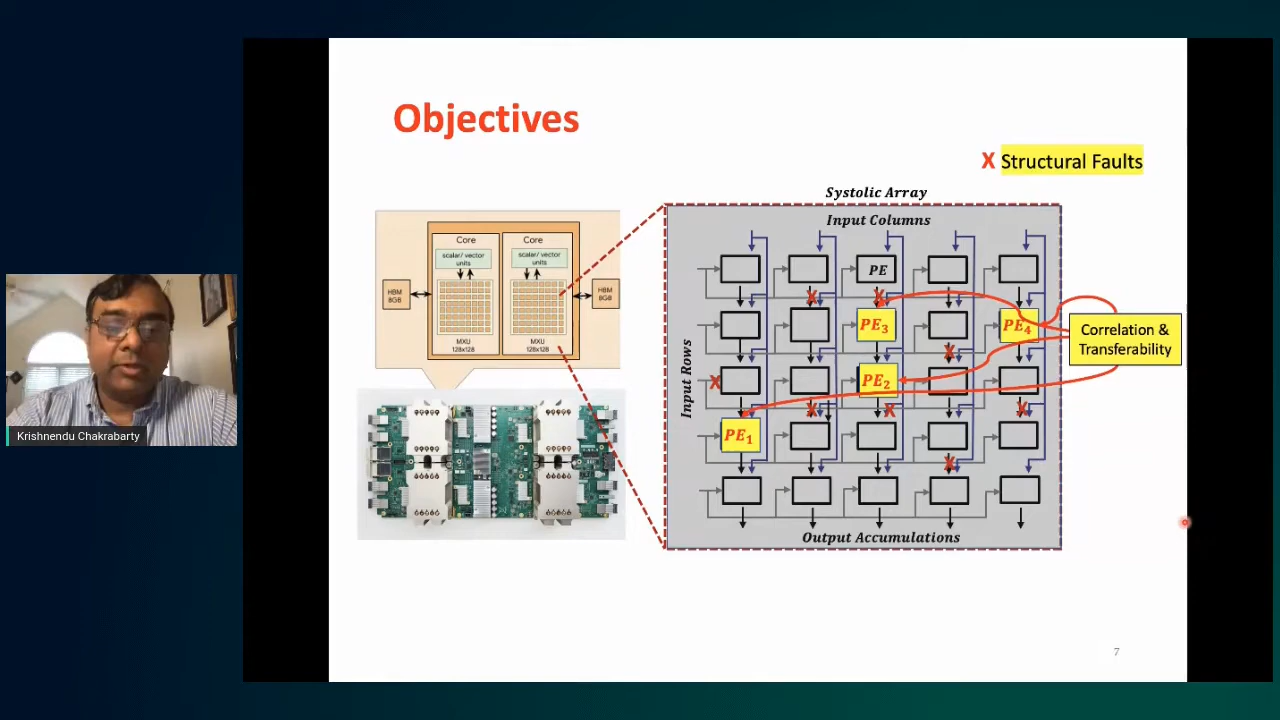 Objectives
X Structural Faults
Systolic Array
Input Columns
Input Rows
PE
PE3
PE4
PE2
PE1
Output Accumulations
Correlation &
Transferability
Core
Core
scalar/ vector
units
scalar/ vector
units
HBM
8GB
HBM
8GB
MXU
128x128
MXU
128x128
X
X
X
X
X
X
X
X
Krishnendu Chakrabarty
7